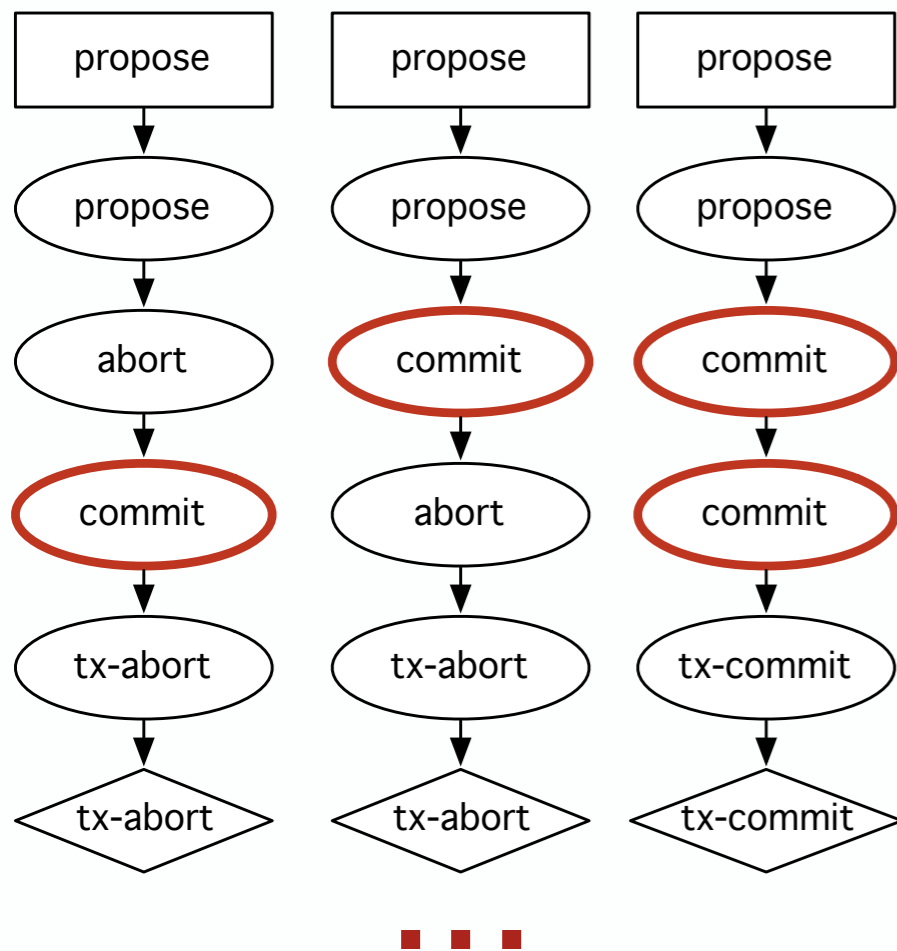 propose propose propose
propose propose propose
abort commit commit
commit abort commit
tx-abort tx-abort tx-commit
tx-abort tx-abort tx-commit